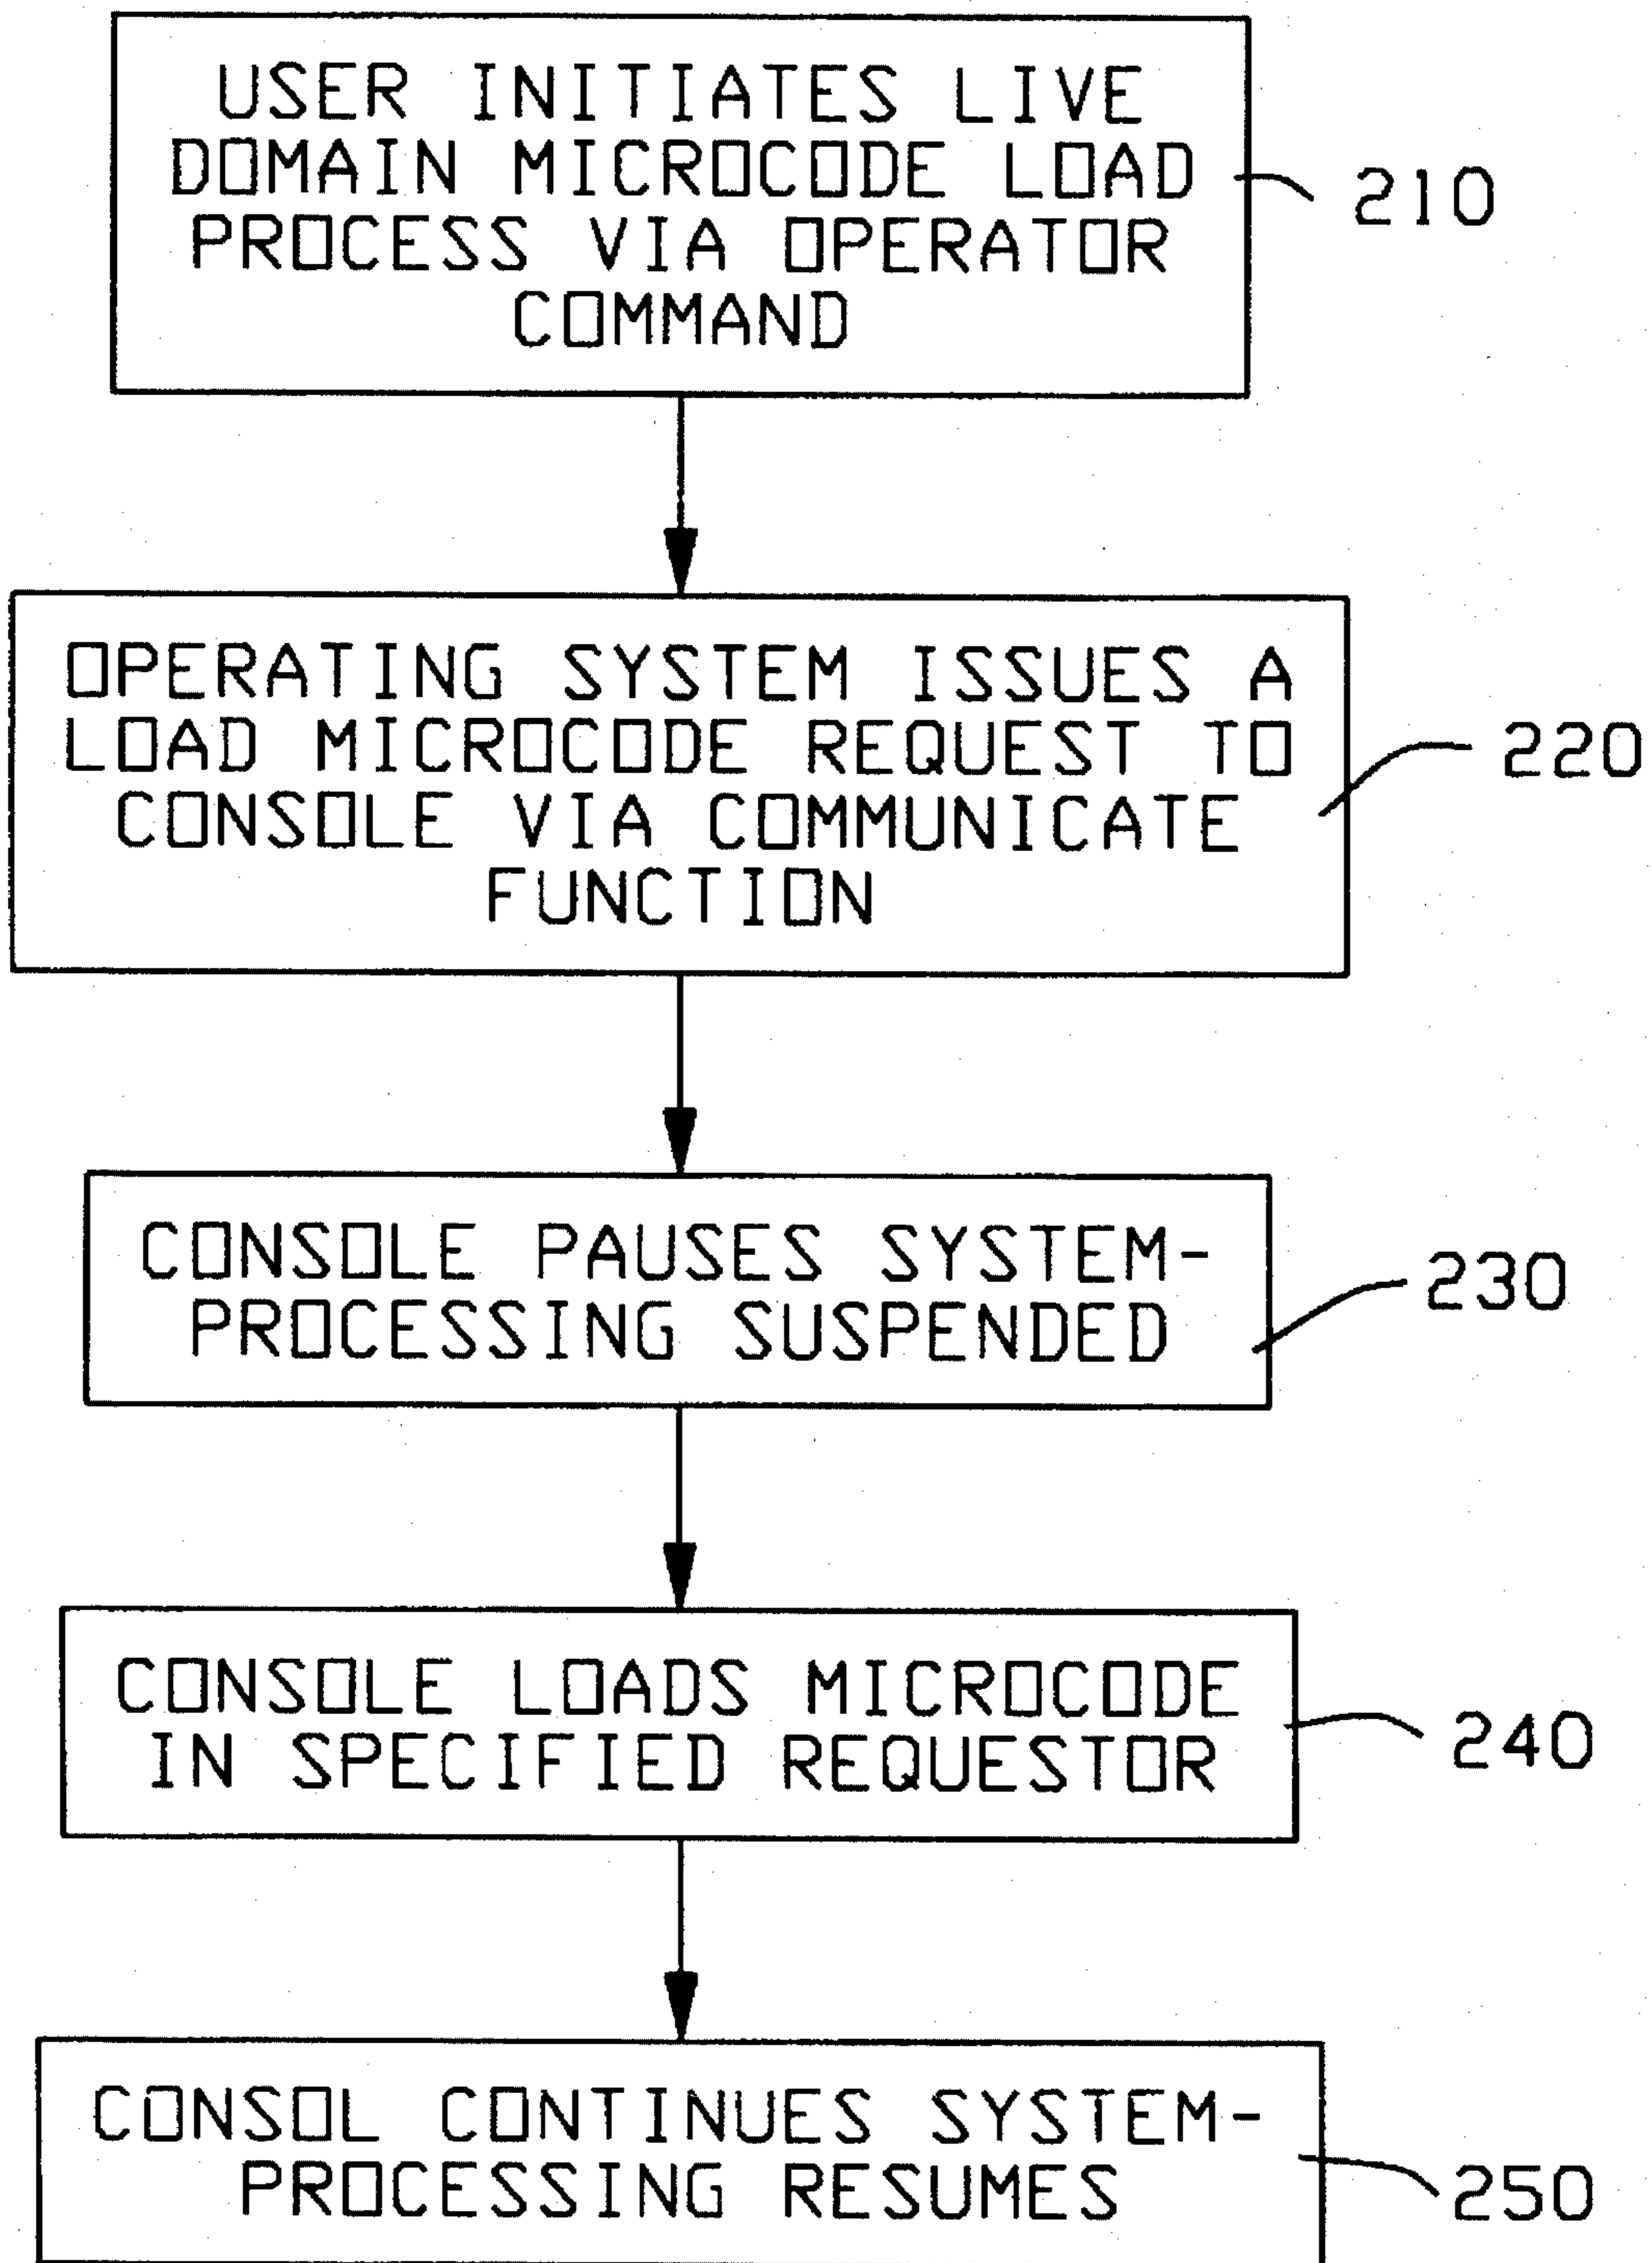 USER INITIATES LIVE
DOMAIN MICROCODE LOAD
PROCESS VIA OPERATOR
COMMAND
210
OPERATING SYSTEM ISSUES A
LOAD MICROCODE REQUEST TO
CONSOLE VIA COMMUNICATE
FUNCTION
220
CONSOLE PAUSES SYSTEM-
PROCESSING SUSPENDED
230
CONSOLE LOADS MICROCODE
IN SPECIFIED REQUESTOR
240
CONSOL CONTINUES SYSTEM-
PROCESSING RESUMES
250